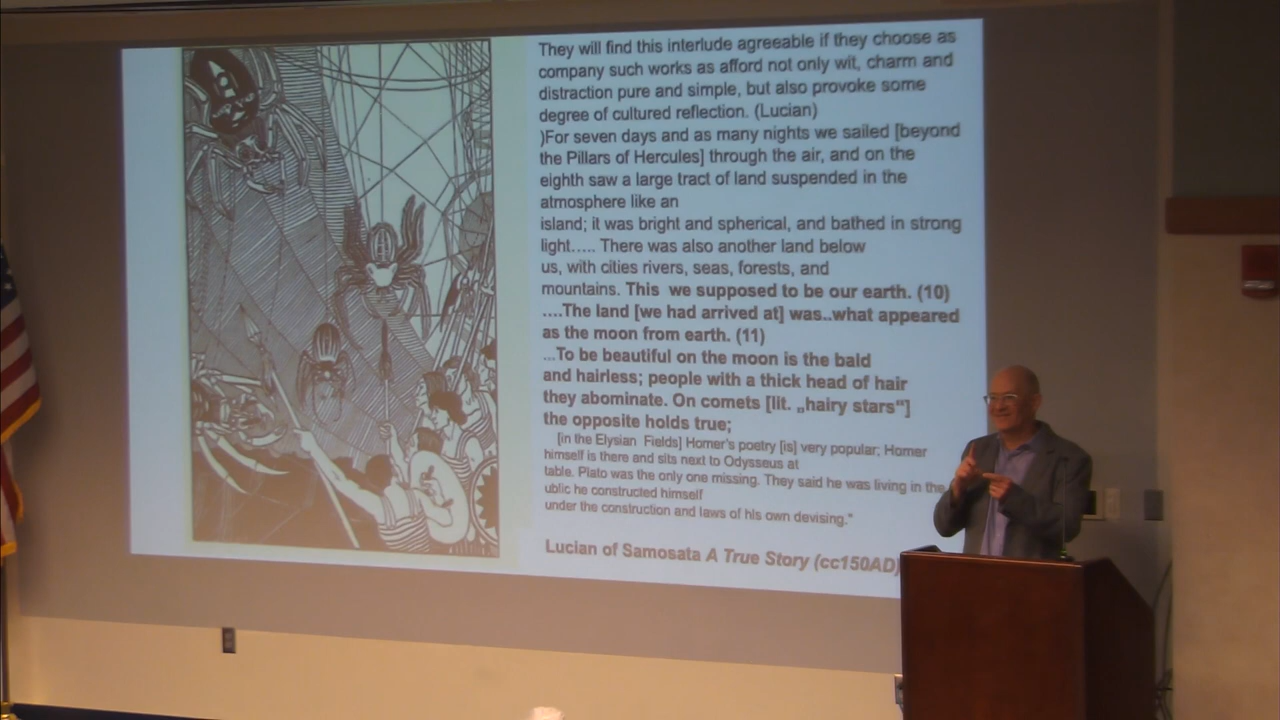 They will find this interlude agreeable if they choose as
company such works as afford not only wit, charm and
distraction pure and simple, but also provoke some
degree of cultured reflection. (Lucian)
)For seven days and as many nights we sailed [beyond
the Pillars of Hercules] through the air, and on the
eighth saw a large tract of land suspended in the
atmosphere like an
island; it was bright and spherical, and bathed in strong
light..... There was also another land below
us, with cities rivers, seas, forests, and
mountains. This we supposed to be our earth. (10)
....The land [we had arrived at] was..what appeared
as the moon from earth. (11)
...To be beautiful on the moon is the bald
and hairless; people with a thick head of hair
they abominate. On comets [lit. „hairy stars“]
the opposite holds true;
[in the Elysian Fields] Homer's poetry [is] very popular; Homer
himself is there and sits next to Odysseus at
table. Plato was the only one missing. They said he was living in the
ublic he constructed himself
under the construction and laws of his own devising."
Lucian of Samosata A True Story (cc150AD)